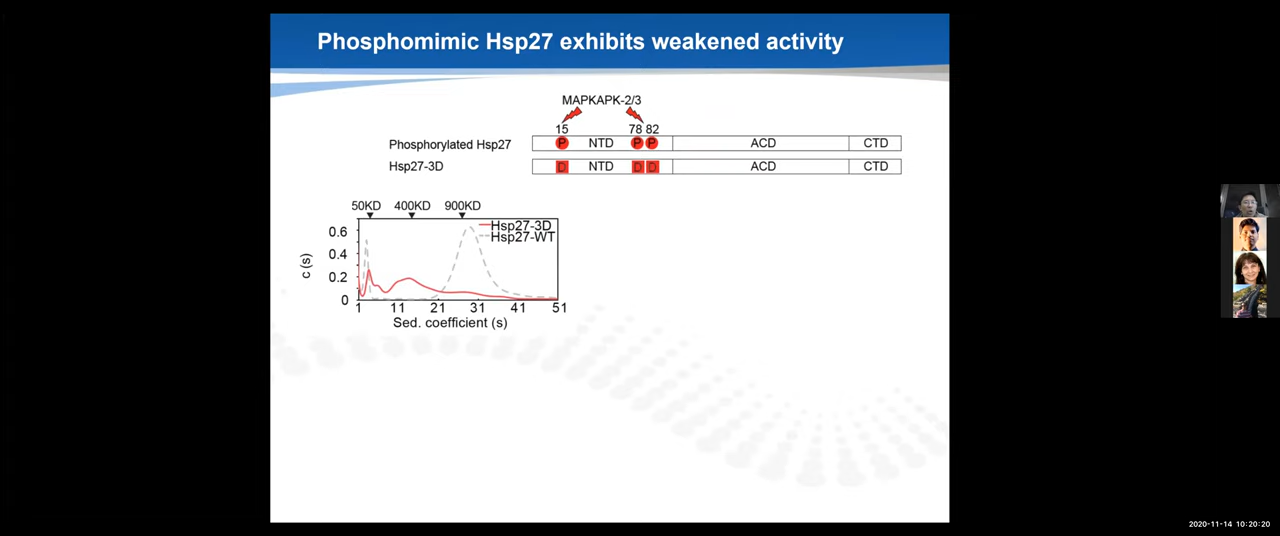 Phosphomimic Hsp27 exhibits weakened activity
MAPKAPK-2/3
15 78 82
Phosphorylated Hsp27 P NTD P P ACD CTD
Hsp27-3D D NTD D D ACD CTD
50KD 400KD 900KD
Hsp27-3D
Hsp27-WT
0.6
0.4
0.2
0
c (s)
1 11 21 31 41 51
Sed. coefficient (s)
2020-11-14 10:20:20